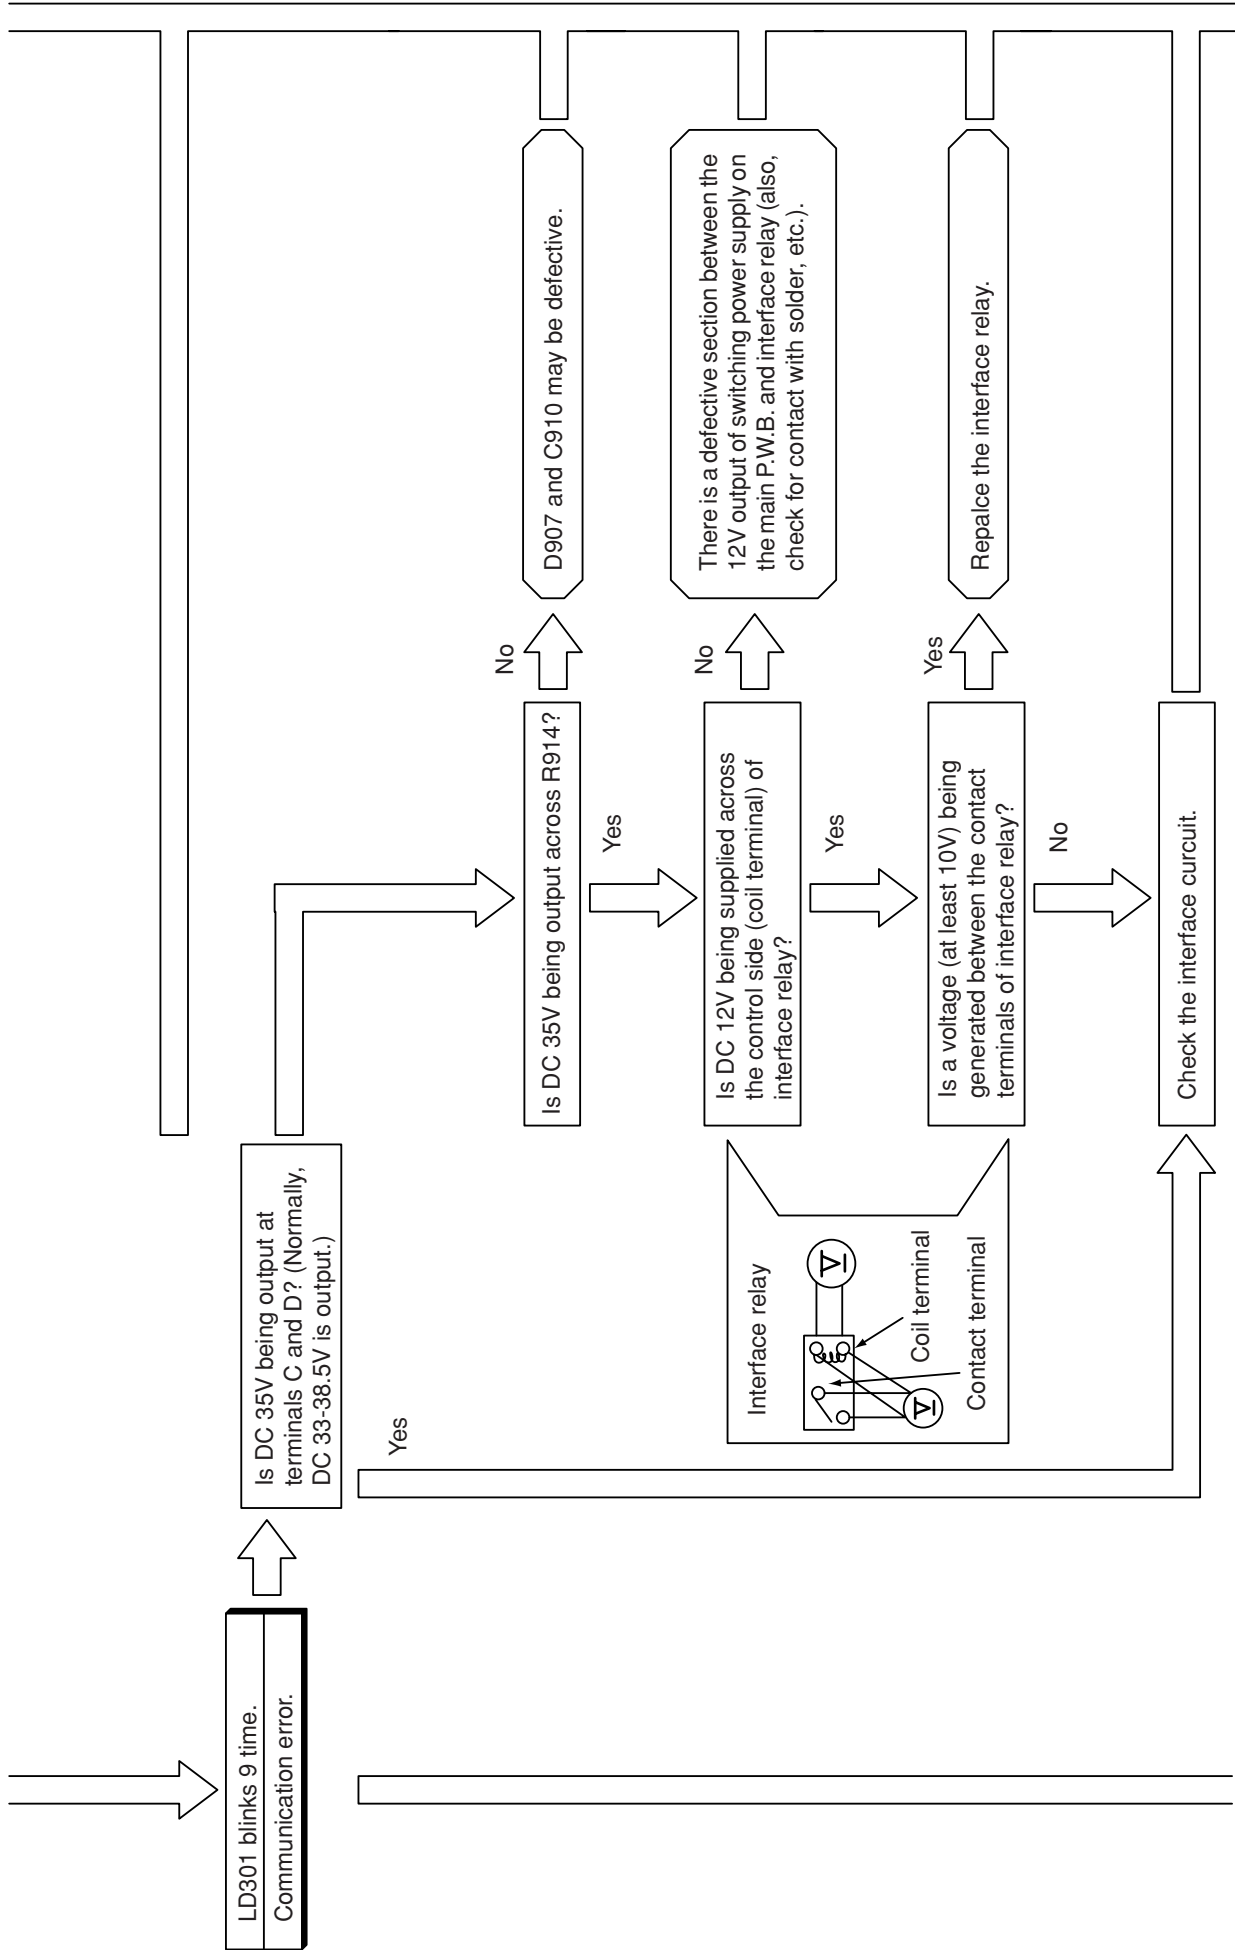 LD301 blinks 9 time.
Communication error.
Is DC 35V being output at
terminals C and D? (Normally,
DC 33-38.5V is output.)
Yes
Is DC 35V being output across R914?
No
D907 and C910 may be defective.
Yes
Is DC 12V being supplied across
the control side (coil terminal) of
interface relay?
No
There is a defective section between the
12V output of switching power supply on
the main P.W.B. and interface relay (also,
check for contact with solder, etc.).
Yes
Interface relay
V
V
Coil terminal
Contact terminal
Is a voltage (at least 10V) being
generated between the contact
terminals of interface relay?
Yes
Repalce the interface relay.
No
Check the interface curcuit.